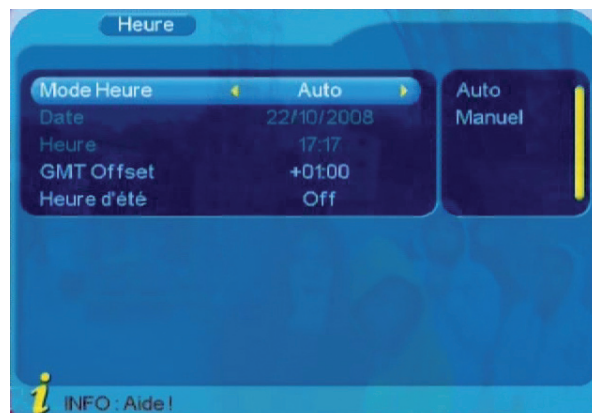 Heure
Mode Heure Auto
Date 22/10/2008
Heure 17:17
GMT Offset +01:00
Heure d'été Off
Auto
Manuel
i INFO : Aide !